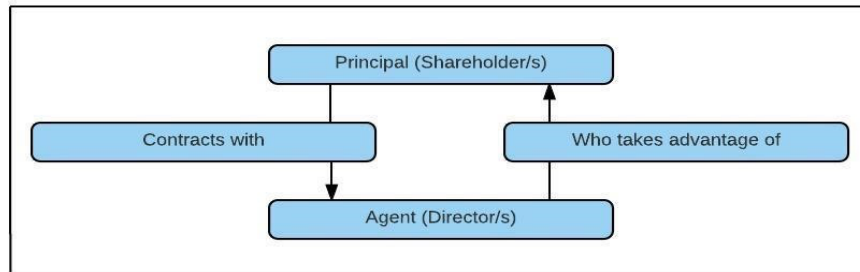 Principal (Shareholder/s)
Contracts with
Who takes advantage of
Agent (Director/s)